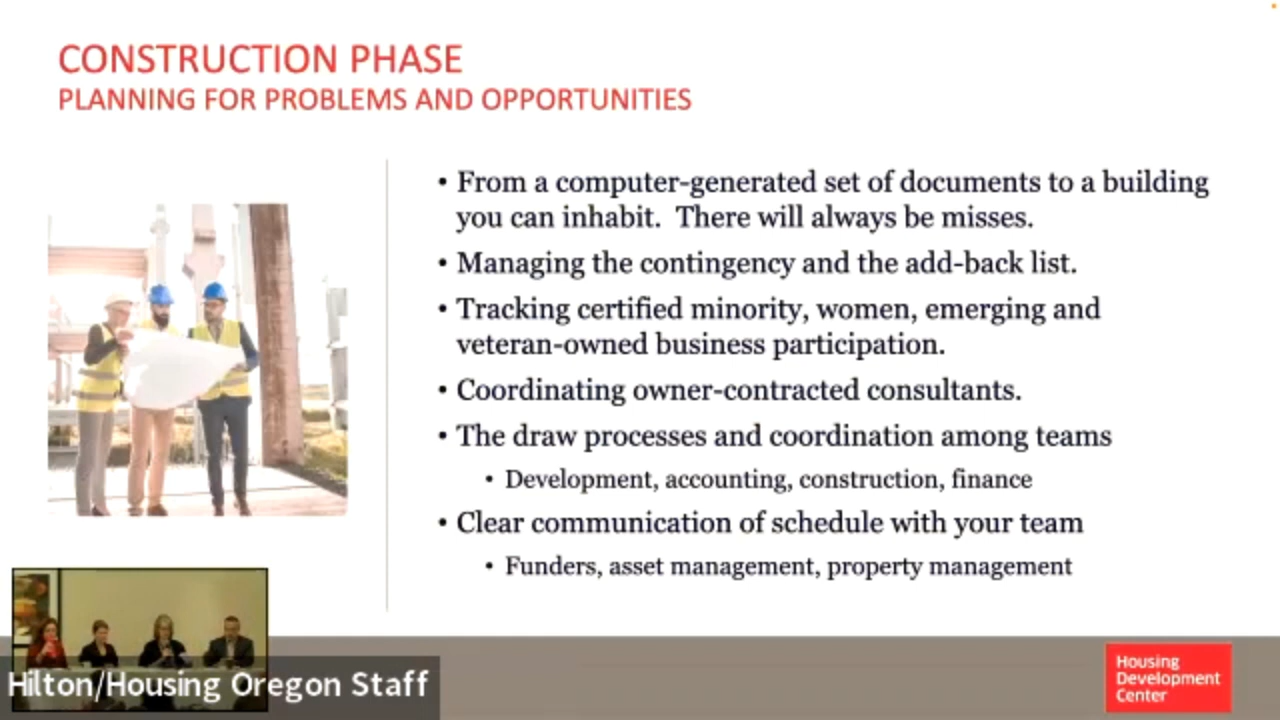 CONSTRUCTION PHASE
PLANNING FOR PROBLEMS AND OPPORTUNITIES
• From a computer-generated set of documents to a building
you can inhabit.  There will always be misses.
• Managing the contingency and the add-back list.
• Tracking certified minority, women, emerging and
veteran-owned business participation.
• Coordinating owner-contracted consultants.
• The draw processes and coordination among teams
• Development, accounting, construction, finance
• Clear communication of schedule with your team
• Funders, asset management, property management
Hilton/Housing Oregon Staff
Housing
Development
Center